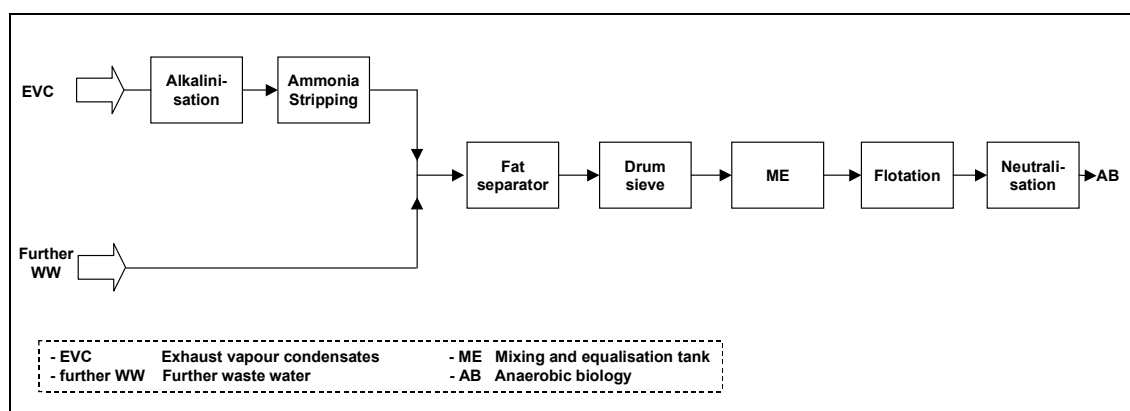 EVC
Alkalini-
sation
Ammonia
Stripping
Fat
separator
Drum
sieve
ME
Flotation
Neutrali-
sation
AB
Further
WW
- EVC Exhaust vapour condensates
- further WW Further waste water
- ME Mixing and equalisation tank
- AB Anaerobic biology